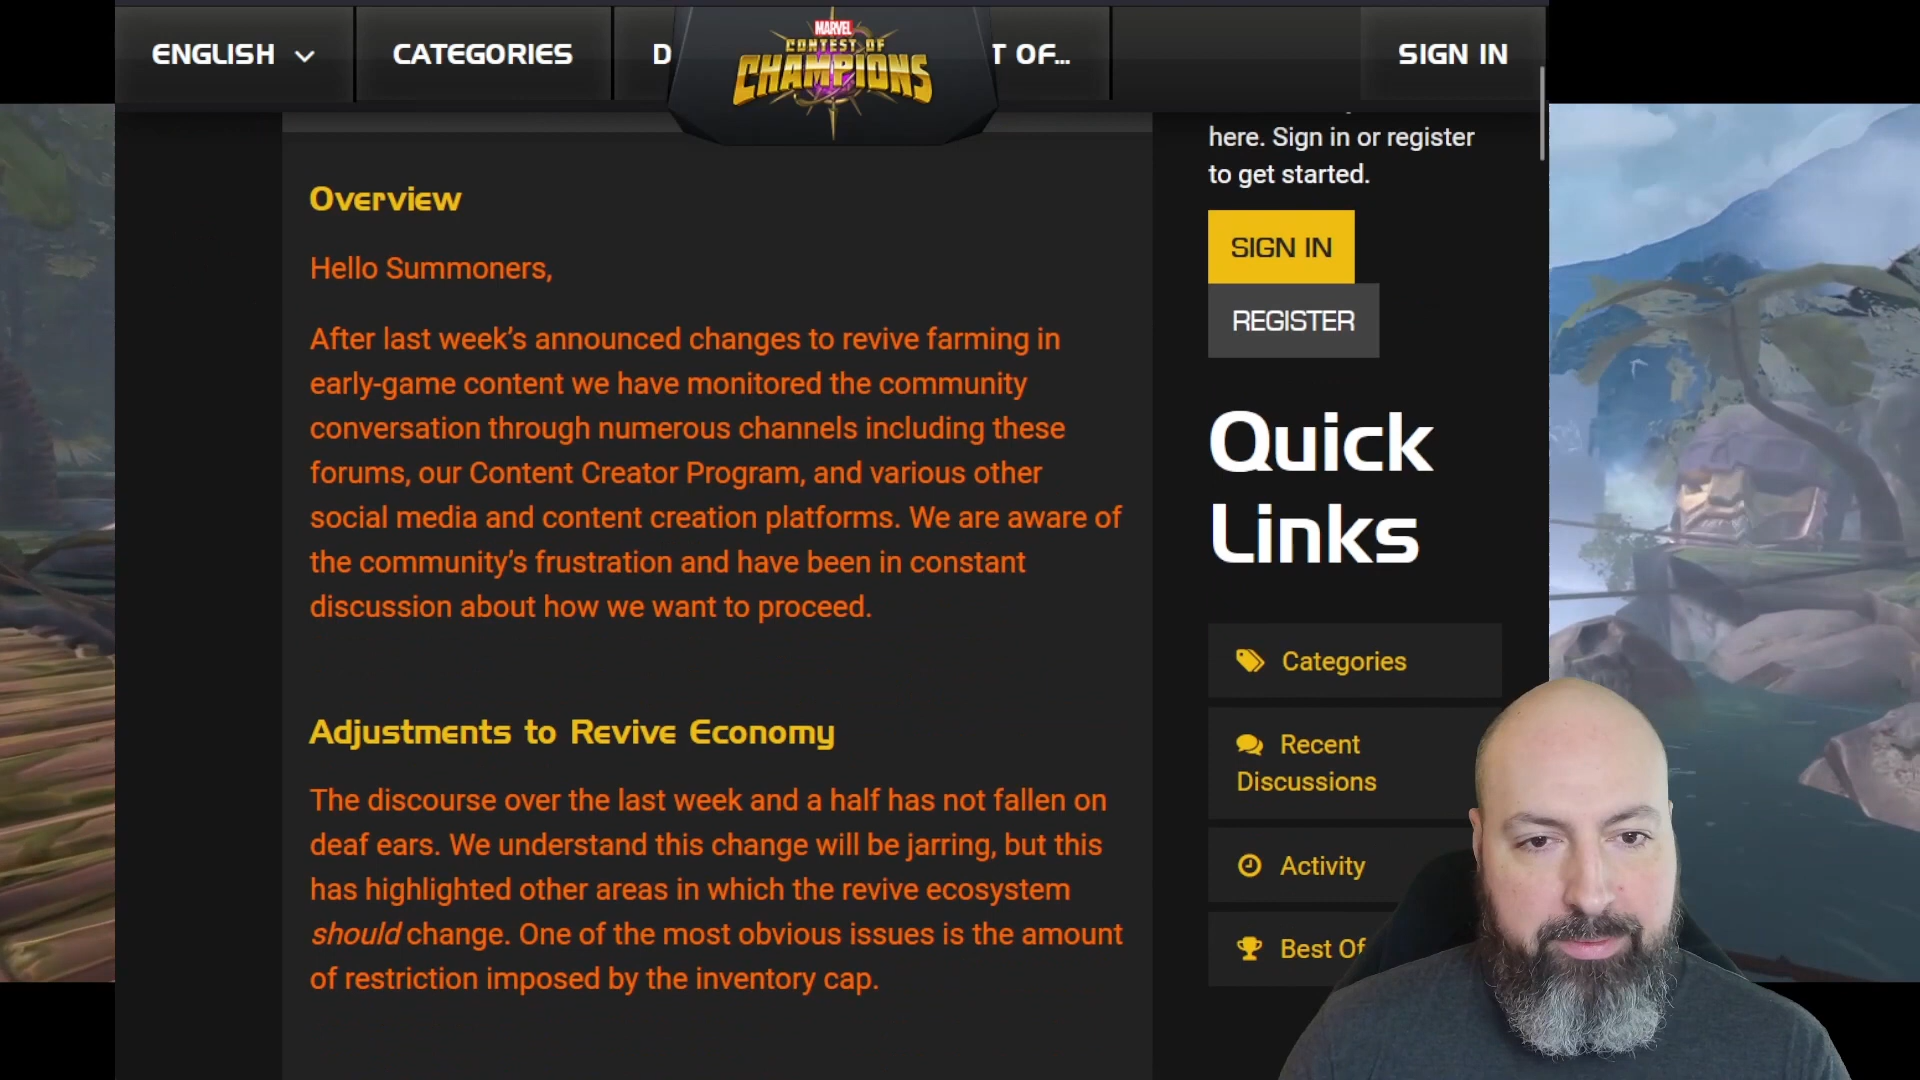 ENGLISH
CATEGORIES
D
MARVEL
CONTEST OF
CHAMPIONS
T OF...
SIGN IN
here. Sign in or register
to get started.
SIGN IN
REGISTER
Overview
Hello Summoners,
After last week’s announced changes to revive farming in
early-game content we have monitored the community
conversation through numerous channels including these
forums, our Content Creator Program, and various other
social media and content creation platforms. We are aware of
the community’s frustration and have been in constant
discussion about how we want to proceed.
Adjustments to Revive Economy
The discourse over the last week and a half has not fallen on
deaf ears. We understand this change will be jarring, but this
has highlighted other areas in which the revive ecosystem
should change. One of the most obvious issues is the amount
of restriction imposed by the inventory cap.
Quick
Links
Categories
Recent
Discussions
Activity
Best Of